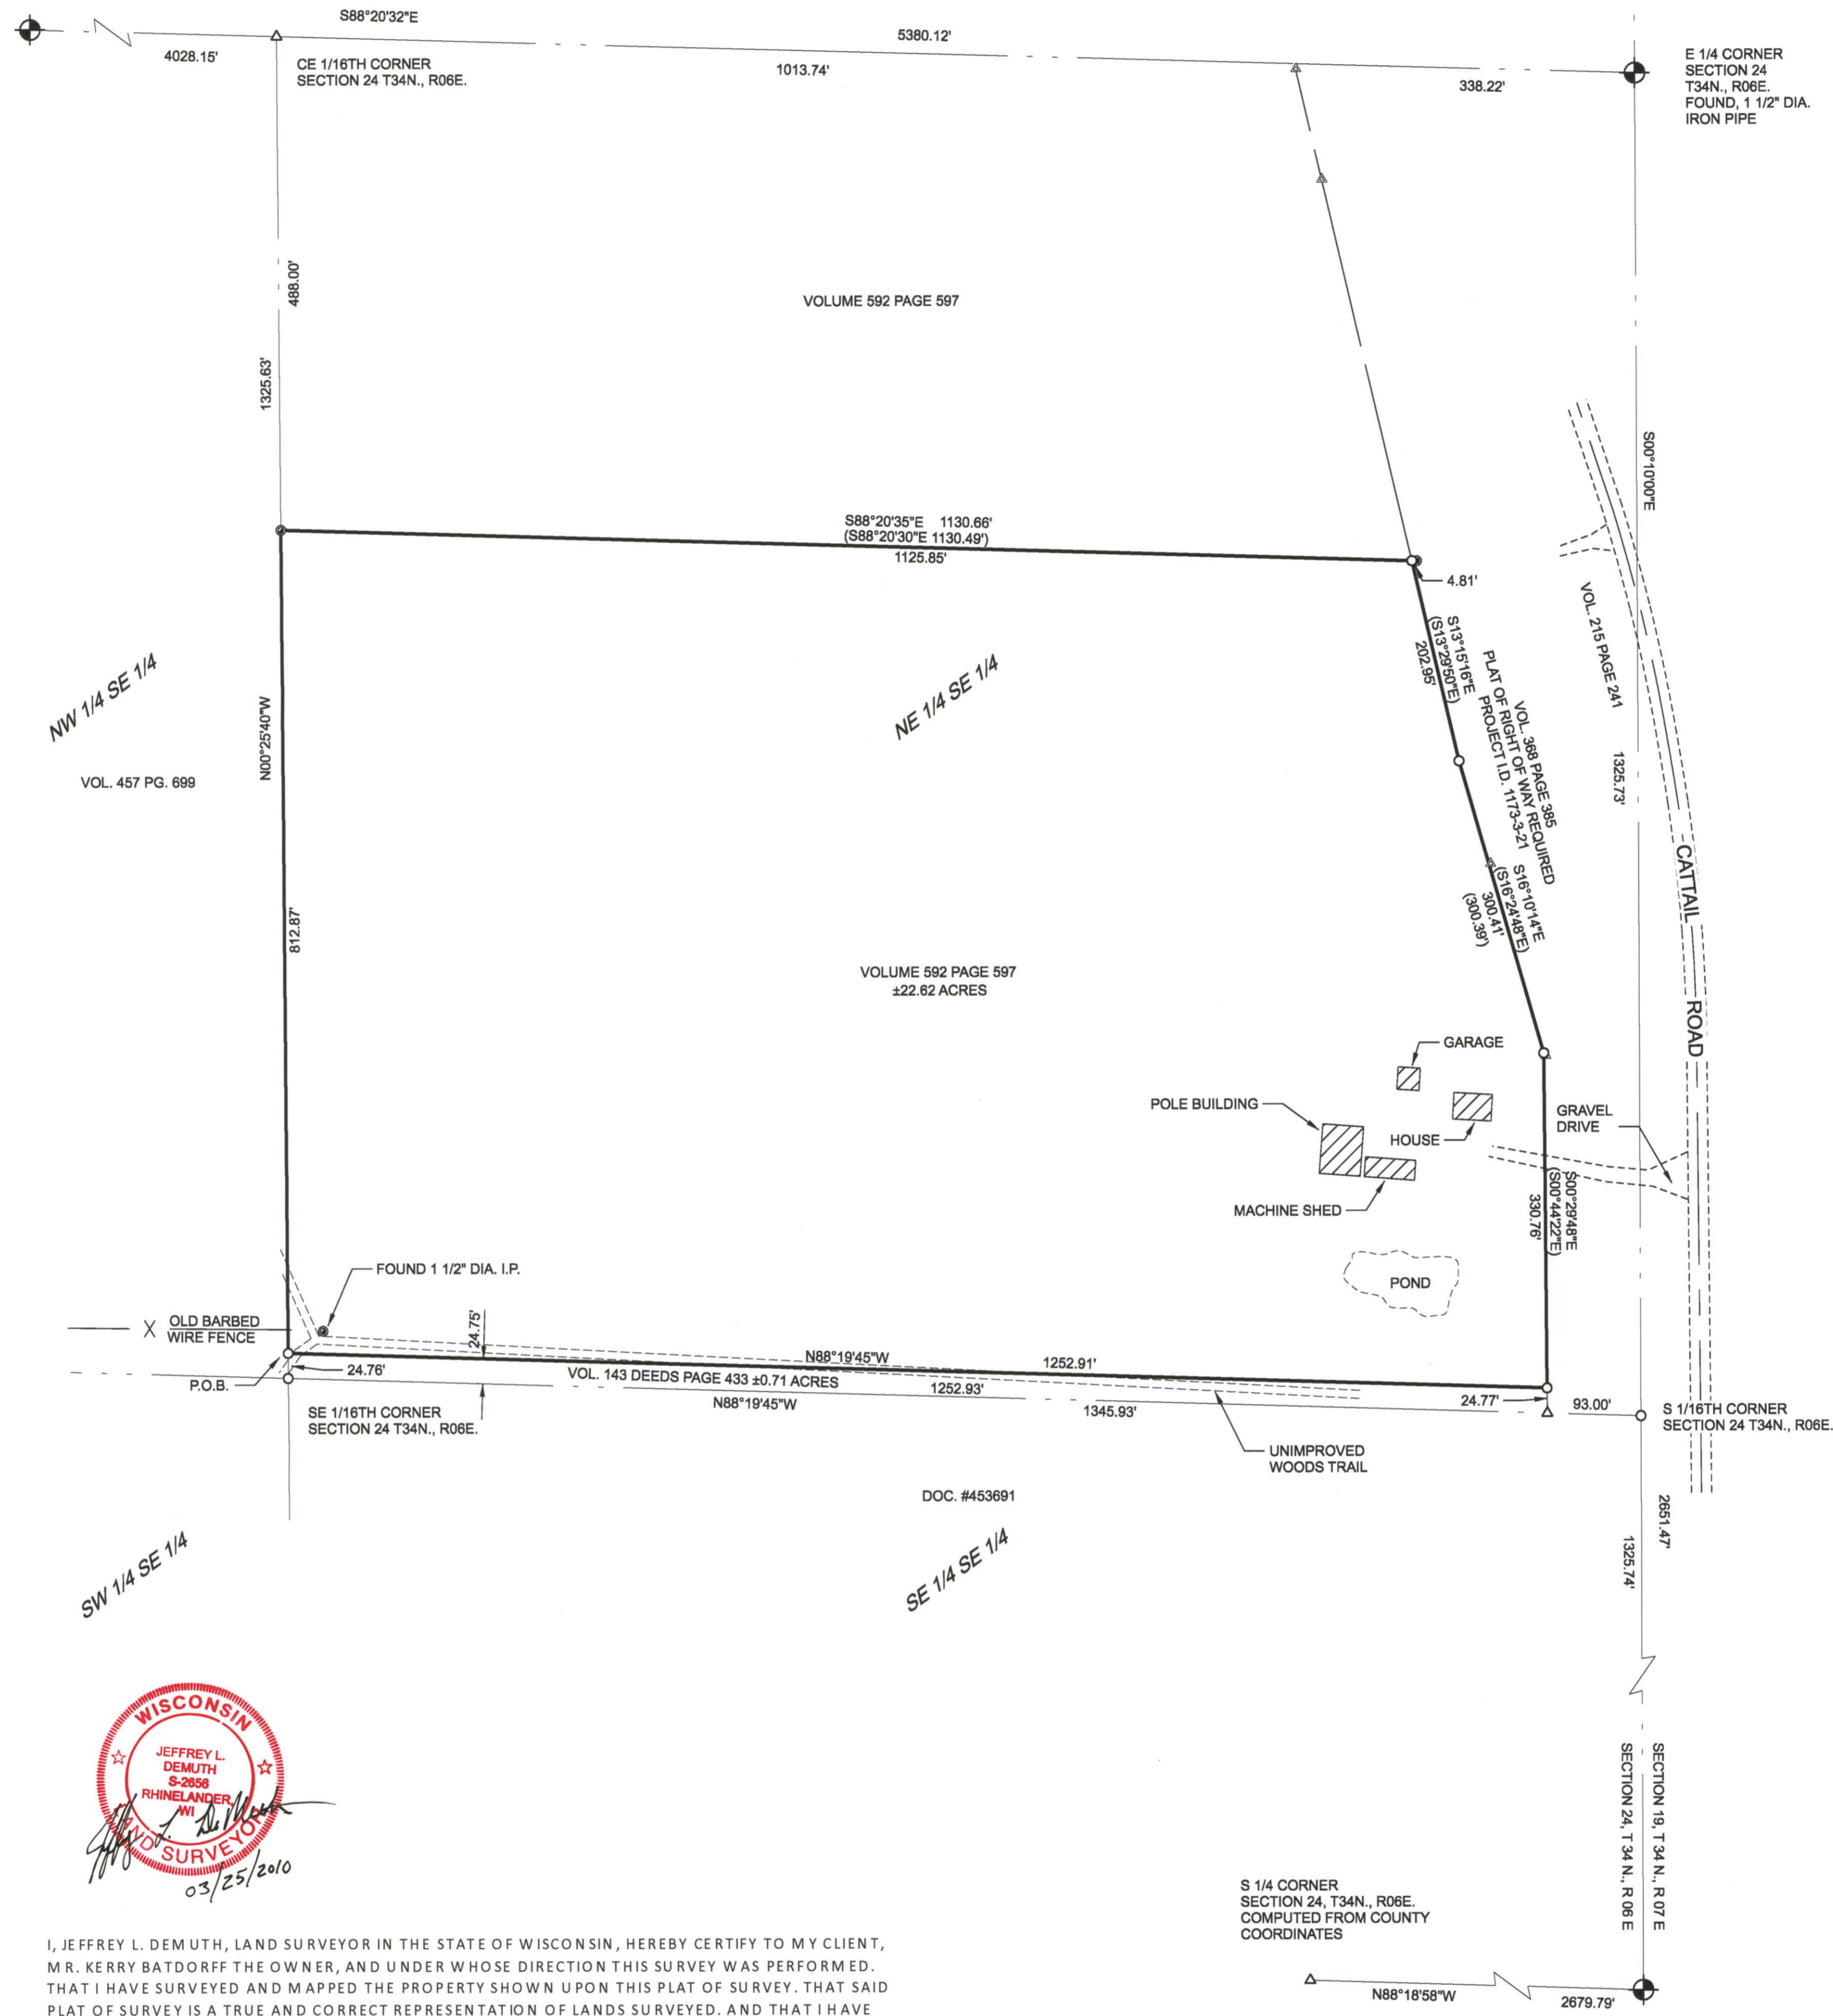 S88°20'32"E
4028.15'
5380.12'
1013.74'
338.22'
CE 1/16TH CORNER
SECTION 24 T34N., R06E.
E 1/4 CORNER
SECTION 24
T34N., R06E.
FOUND, 1 1/2" DIA.
IRON PIPE
488.00'
1325.63'
VOLUME 592 PAGE 597
S00°10'00"E
S88°20'35"E 1130.66'
(S88°20'30"E 1130.49')
1125.85'
4.81'
S13°15'16"E
(S13°29'50"E)
202.95'
VOL. 368 PAGE 385
PLAT OF RIGHT OF WAY REQUIRED
PROJECT I.D. 1173-3-21
VOL. 215 PAGE 241
1325.73'
NW 1/4 SE 1/4
NE 1/4 SE 1/4
N00°25'40"W
VOL. 457 PG. 699
S16°10'14"E
(S16°24'48"E)
300.41'
(300.39')
CATTAIL ROAD
812.87'
VOLUME 592 PAGE 597
±22.62 ACRES
GARAGE
POLE BUILDING
HOUSE
GRAVEL
DRIVE
MACHINE SHED
S00°29'48"E
(S00°44'22"E)
330.76'
POND
FOUND 1 1/2" DIA. I.P.
X OLD BARBED
WIRE FENCE
24.75'
P.O.B.
24.76'
N88°19'45"W
1252.91'
VOL. 143 DEEDS PAGE 433 ±0.71 ACRES
1252.93'
N88°19'45"W
1345.93'
24.77'
93.00'
SE 1/16TH CORNER
SECTION 24 T34N., R06E.
S 1/16TH CORNER
SECTION 24 T34N., R06E.
UNIMPROVED
WOODS TRAIL
DOC. #453691
2651.47'
1325.74'
SW 1/4 SE 1/4
SE 1/4 SE 1/4
WISCONSIN
JEFFREY L.
DEMUTH
S-2656
RHINELANDER,
WI
LAND SURVEYOR
Jeffrey L. DeMuth
03/25/2010
SECTION 19, T 34 N., R 07 E
SECTION 24, T 34 N., R 06 E
S 1/4 CORNER
SECTION 24, T34N., R06E.
COMPUTED FROM COUNTY
COORDINATES
N88°18'58"W
2679.79'
I, JEFFREY L. DEMUTH, LAND SURVEYOR IN THE STATE OF WISCONSIN, HEREBY CERTIFY TO MY CLIENT,
MR. KERRY BATDORFF THE OWNER, AND UNDER WHOSE DIRECTION THIS SURVEY WAS PERFORMED.
THAT I HAVE SURVEYED AND MAPPED THE PROPERTY SHOWN UPON THIS PLAT OF SURVEY. THAT SAID
PLAT OF SURVEY IS A TRUE AND CORRECT REPRESENTATION OF LANDS SURVEYED. AND THAT I HAVE